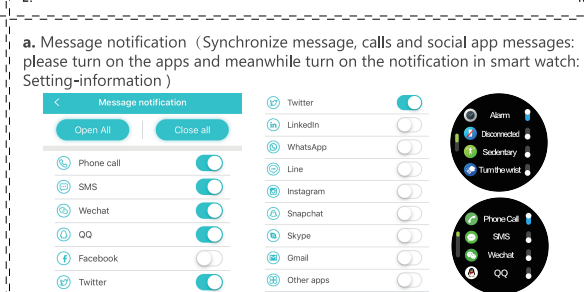 a. Message notification（Synchronize message, calls and social app messages:
please turn on the apps and meanwhile turn on the notification in smart watch:
Setting-information )
Message notification
Open All
Close all
Phone call
SMS
Wechat
QQ
Facebook
Twitter
Twitter
LinkedIn
WhatsApp
Line
Instagram
Snapchat
Skype
Gmail
Other apps
Alarm
Disconnected
Sedentary
Turn the wrist
Phone Call
SMS
Wechat
QQ